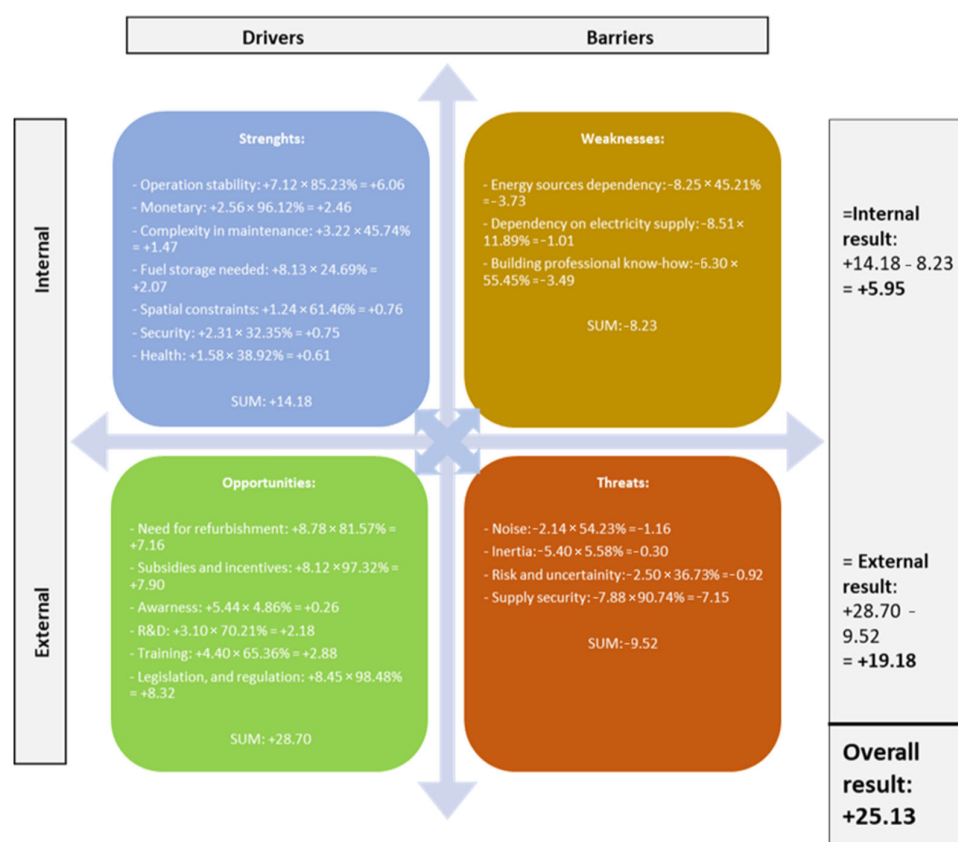 Drivers
Barriers
Internal
External
Strenghts:
- Operation stability: +7.12 × 85.23% = +6.06
- Monetary: +2.56 × 96.12% = +2.46
- Complexity in maintenance: +3.22 × 45.74%
= +1.47
- Fuel storage needed: +8.13 × 24.69% =
+2.07
- Spatial constraints: +1.24 × 61.46% = +0.76
- Security: +2.31 × 32.35% = +0.75
- Health: +1.58 × 38.92% = +0.61
SUM: +14.18
Weaknesses:
- Energy sources dependency: −8.25 × 45.21%
= −3.73
- Dependency on electricity supply: −8.51 ×
11.89% = −1.01
- Building professional know-how: −6.30 ×
55.45% = −3.49
SUM: −8.23
Opportunities:
- Need for refurbishment: +8.78 × 81.57% =
+7.16
- Subsidies and incentives: +8.12 × 97.32% =
+7.90
- Awarness: +5.44 × 4.86% = +0.26
- R&D: +3.10 × 70.21% = +2.18
- Training: +4.40 × 65.36% = +2.88
- Legislation, and regulation: +8.45 × 98.48%
= +8.32
SUM: +28.70
Threats:
- Noise: −2.14 × 54.23% = −1.16
- Inertia: −5.40 × 5.58% = −0.30
- Risk and uncertainity: −2.50 × 36.73% = −0.92
- Supply security: −7.88 × 90.74% = −7.15
SUM: −9.52
=Internal
result:
+14.18 – 8.23
= +5.95
= External
result:
+28.70 –
9.52
= +19.18
Overall
result:
+25.13